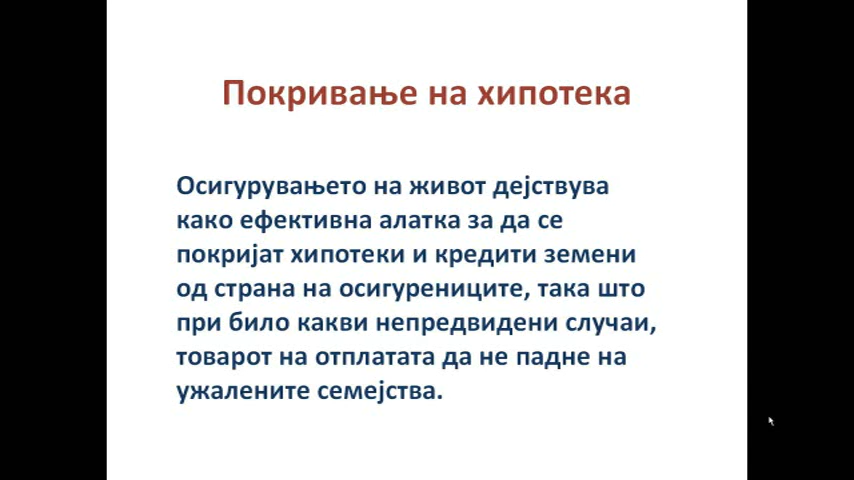 Покривање на хипотека
Осигурувањето на живот дејствува
како ефективна алатка за да се
покријат хипотеки и кредити земени
од страна на осигурениците, така што
при било какви непредвидени случаи,
товарот на отплатата да не падне на
ужалените семејства.